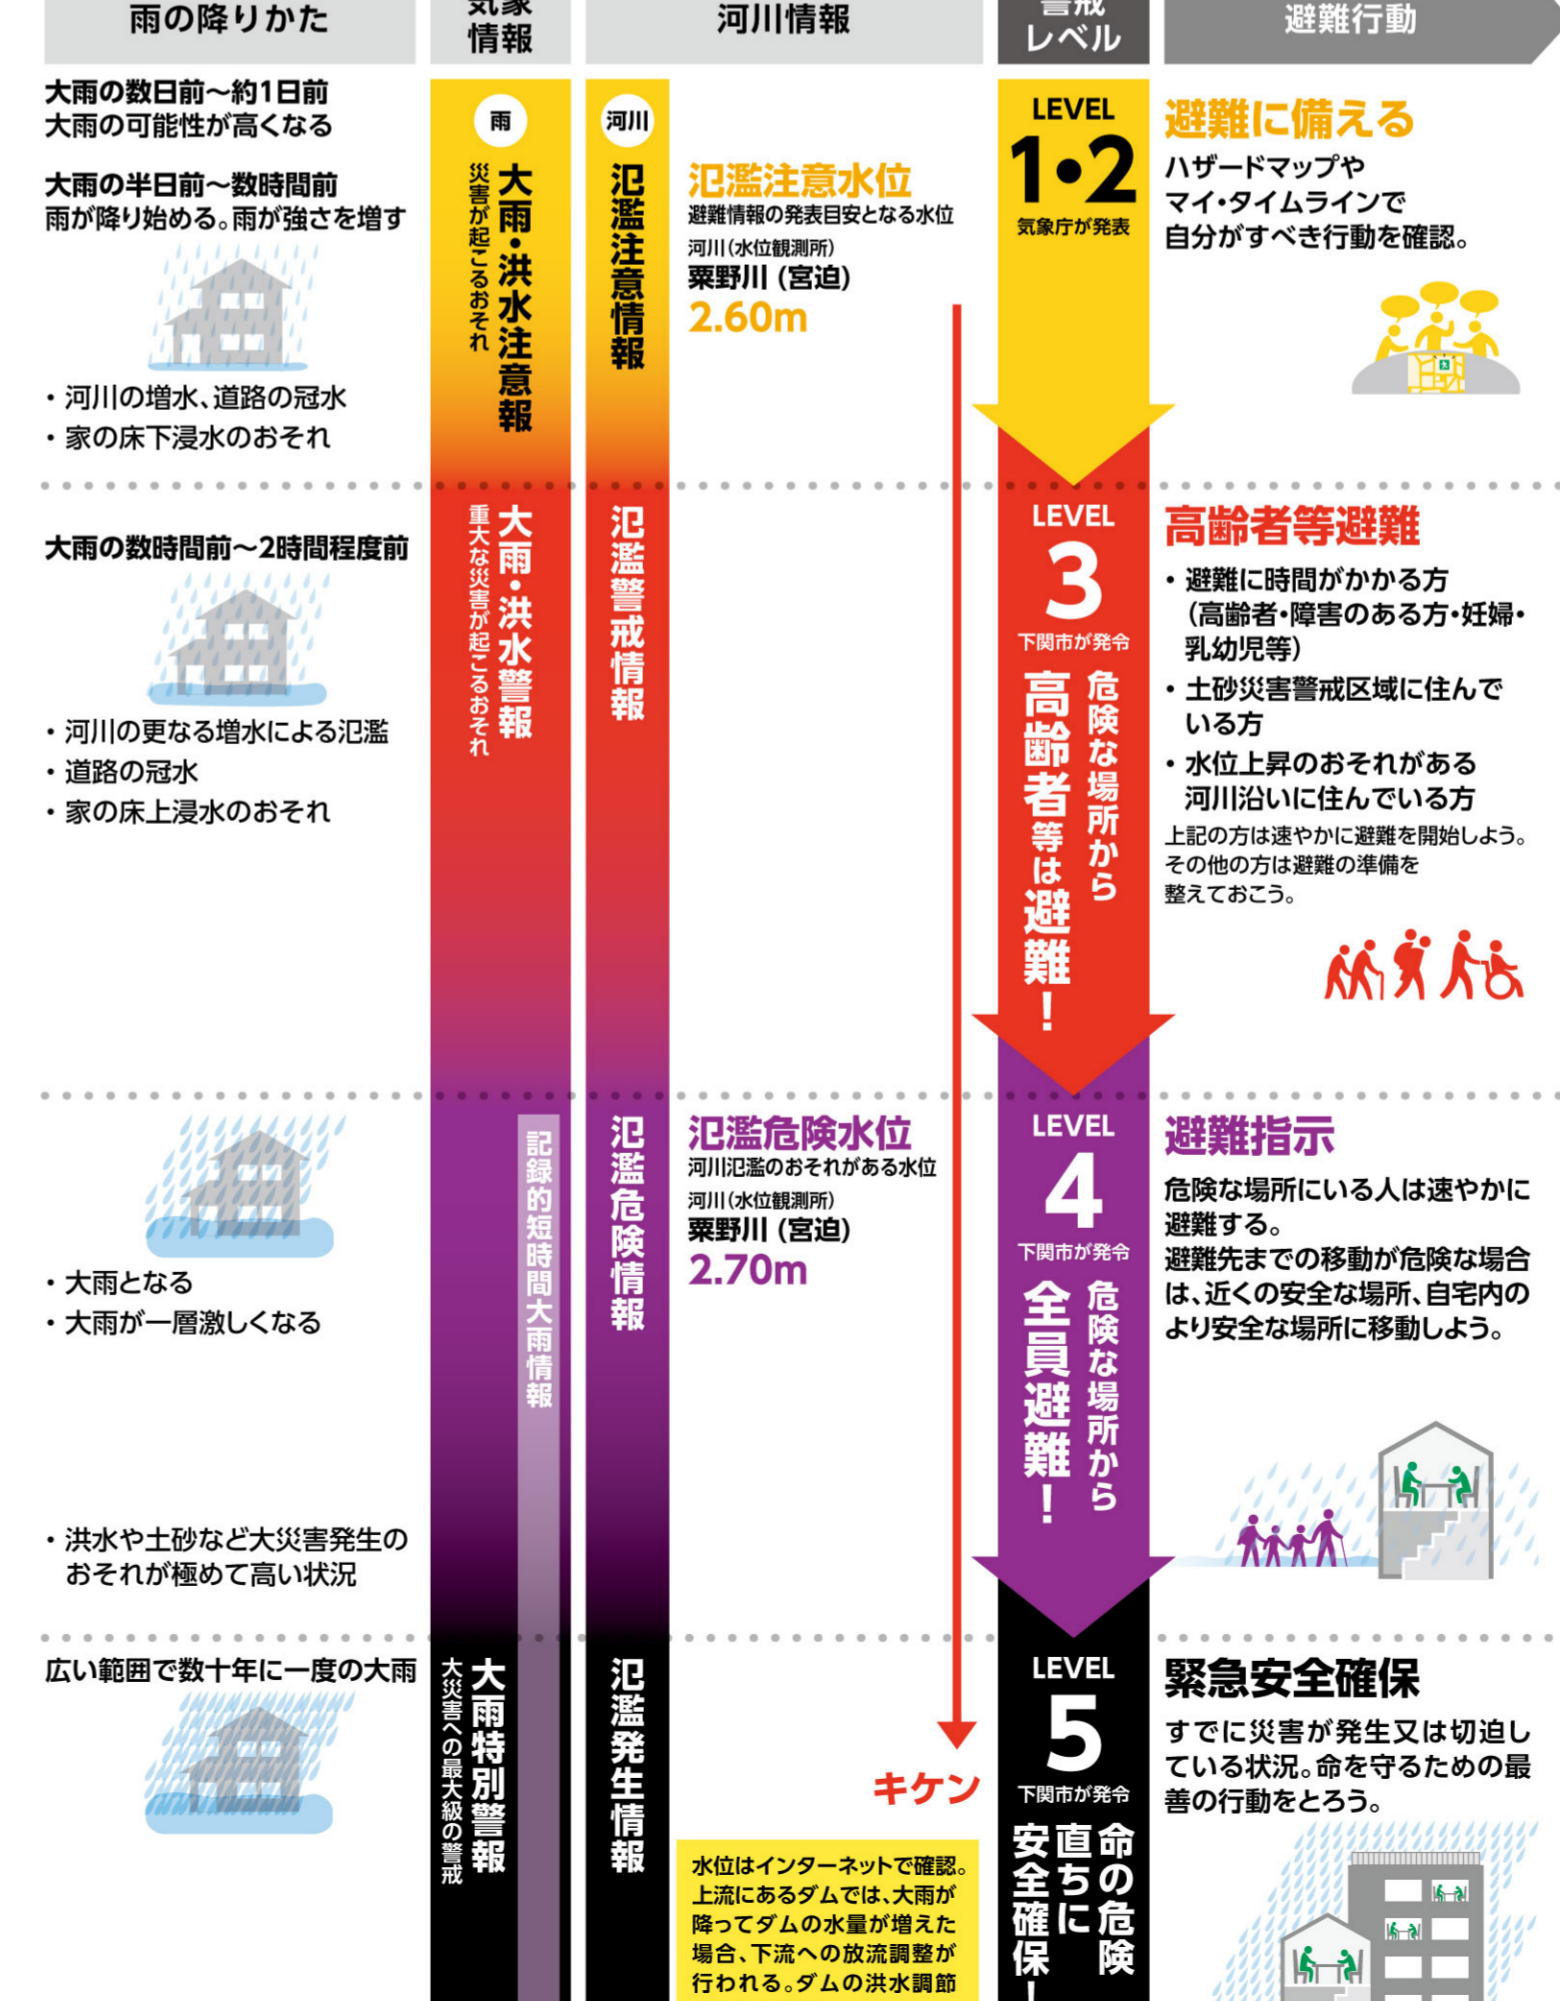 雨の降りかた
気象
情報
河川情報
警戒
レベル
避難行動
大雨の数日前～約1日前
大雨の可能性が高くなる
大雨の半日前～数時間前
雨が降り始める。雨が強さを増す
・河川の増水、道路の冠水
・家の床下浸水のおそれ
雨
大雨・洪水注意報
災害が起こるおそれ
河川
氾濫注意情報
氾濫注意水位
避難情報の発表目安となる水位
河川(水位観測所)
粟野川 (宮迫)
2.60m
LEVEL
1・2
気象庁が発表
避難に備える
ハザードマップや
マイ・タイムラインで
自分がすべき行動を確認。
大雨の数時間前～2時間程度前
・河川の更なる増水による氾濫
・道路の冠水
・家の床上浸水のおそれ
大雨・洪水警報
重大な災害が起こるおそれ
氾濫警戒情報
LEVEL
3
下関市が発令
危険な場所から
高齢者等は避難！
高齢者等避難
・避難に時間がかかる方
(高齢者・障害のある方・妊婦・
乳幼児等)
・土砂災害警戒区域に住んで
いる方
・水位上昇のおそれがある
河川沿いに住んでいる方
上記の方は速やかに避難を開始しよう。
その他の方は避難の準備を
整えておこう。
・大雨となる
・大雨が一層激しくなる
・洪水や土砂など大災害発生の
おそれが極めて高い状況
記録的短時間大雨情報
氾濫危険情報
氾濫危険水位
河川氾濫のおそれがある水位
河川(水位観測所)
粟野川 (宮迫)
2.70m
LEVEL
4
下関市が発令
危険な場所から
全員避難！
避難指示
危険な場所にいる人は速やかに
避難する。
避難先までの移動が危険な場合
は、近くの安全な場所、自宅内の
より安全な場所に移動しよう。
広い範囲で数十年に一度の大雨
大雨特別警報
大災害への最大級の警戒
氾濫発生情報
キケン
水位はインターネットで確認。
上流にあるダムでは、大雨が
降ってダムの水量が増えた
場合、下流への放流調整が
行われる。ダムの洪水調節
LEVEL
5
下関市が発令
命の危険
直ちに
安全確保！
緊急安全確保
すでに災害が発生又は切迫し
ている状況。命を守るための最
善の行動をとろう。